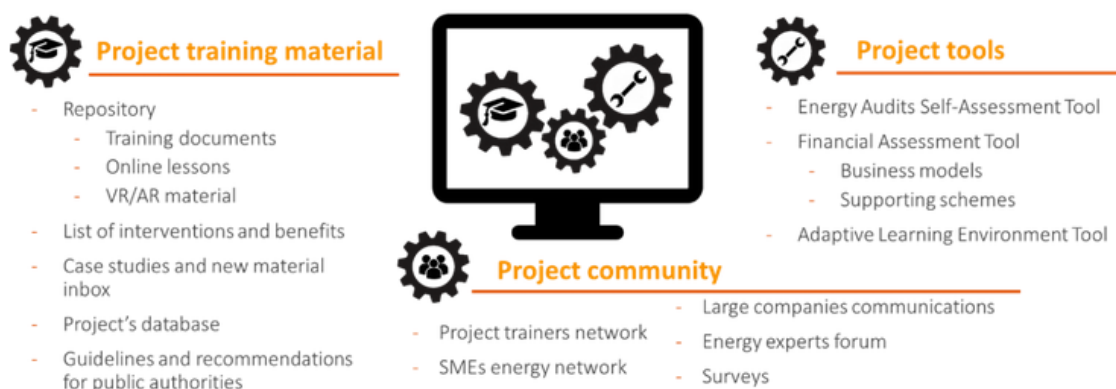 Project training material
- Repository
- Training documents
- Online lessons
- VR/AR material
- List of interventions and benefits
- Case studies and new material
inbox
- Project's database
- Guidelines and recommendations
for public authorities
Project tools
- Energy Audits Self-Assessment Tool
- Financial Assessment Tool
- Business models
- Supporting schemes
- Adaptive Learning Environment Tool
Project community
- Project trainers network
- SMEs energy network
- Large companies communications
- Energy experts forum
- Surveys